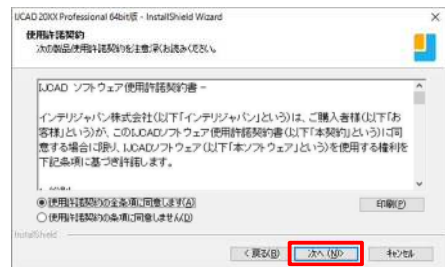 IJCAD 20XX Professional 64bit版 - InstallShield Wizard
使用許諾契約
次の製品使用許諾契約を注意深くお読みください。
IJCAD ソフトウェア使用許諾契約書 -
インテリジャパン株式会社(以下「インテリジャパン」という)は、ご購入者様(以下「お
客様」という)が、このIJCADソフトウェア使用許諾契約書(以下「本契約」という)に同
意する場合に限り、IJCADソフトウェア(以下「本ソフトウェア」という)を使用する権利を
下記条項に基づき許諾します。
使用許諾契約の全条項に同意します(A)
印刷(P)
使用許諾契約の条項に同意しません(D)
InstallShield
< 戻る(B)
次へ (N)>
キャンセル